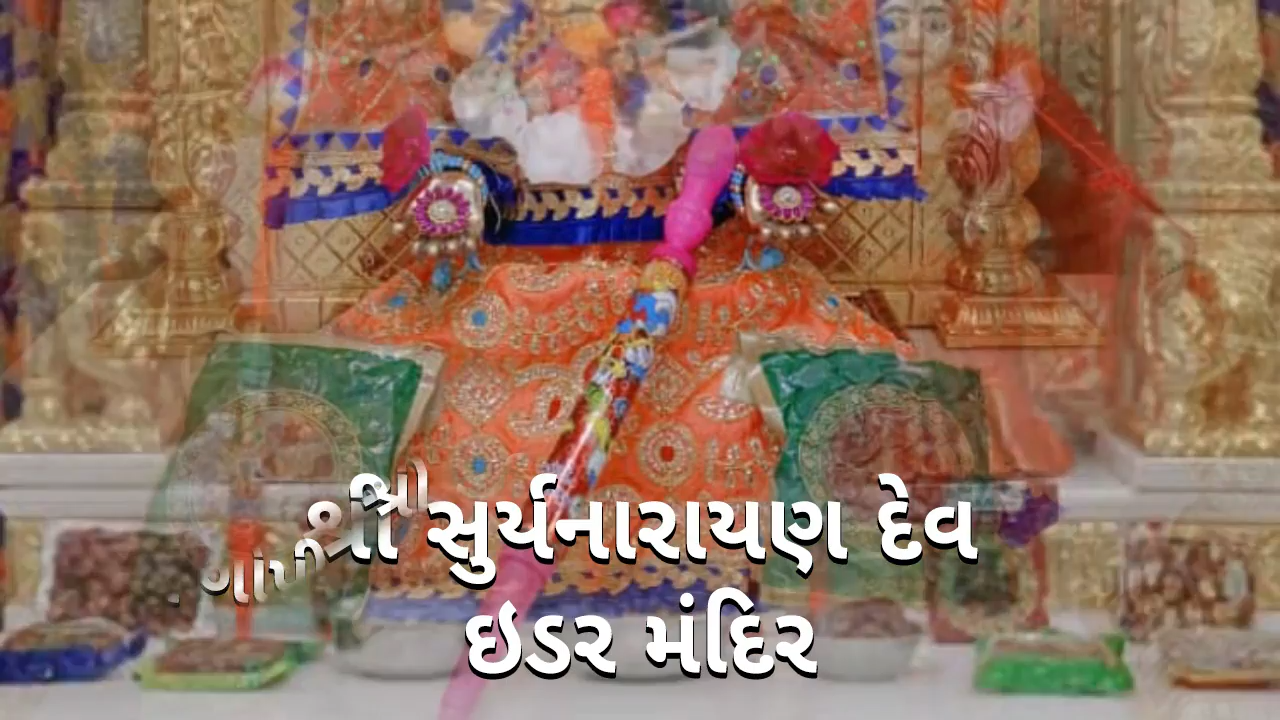 શ્રી સુર્યનારાયણ દેવ
ઇડર મંદિર